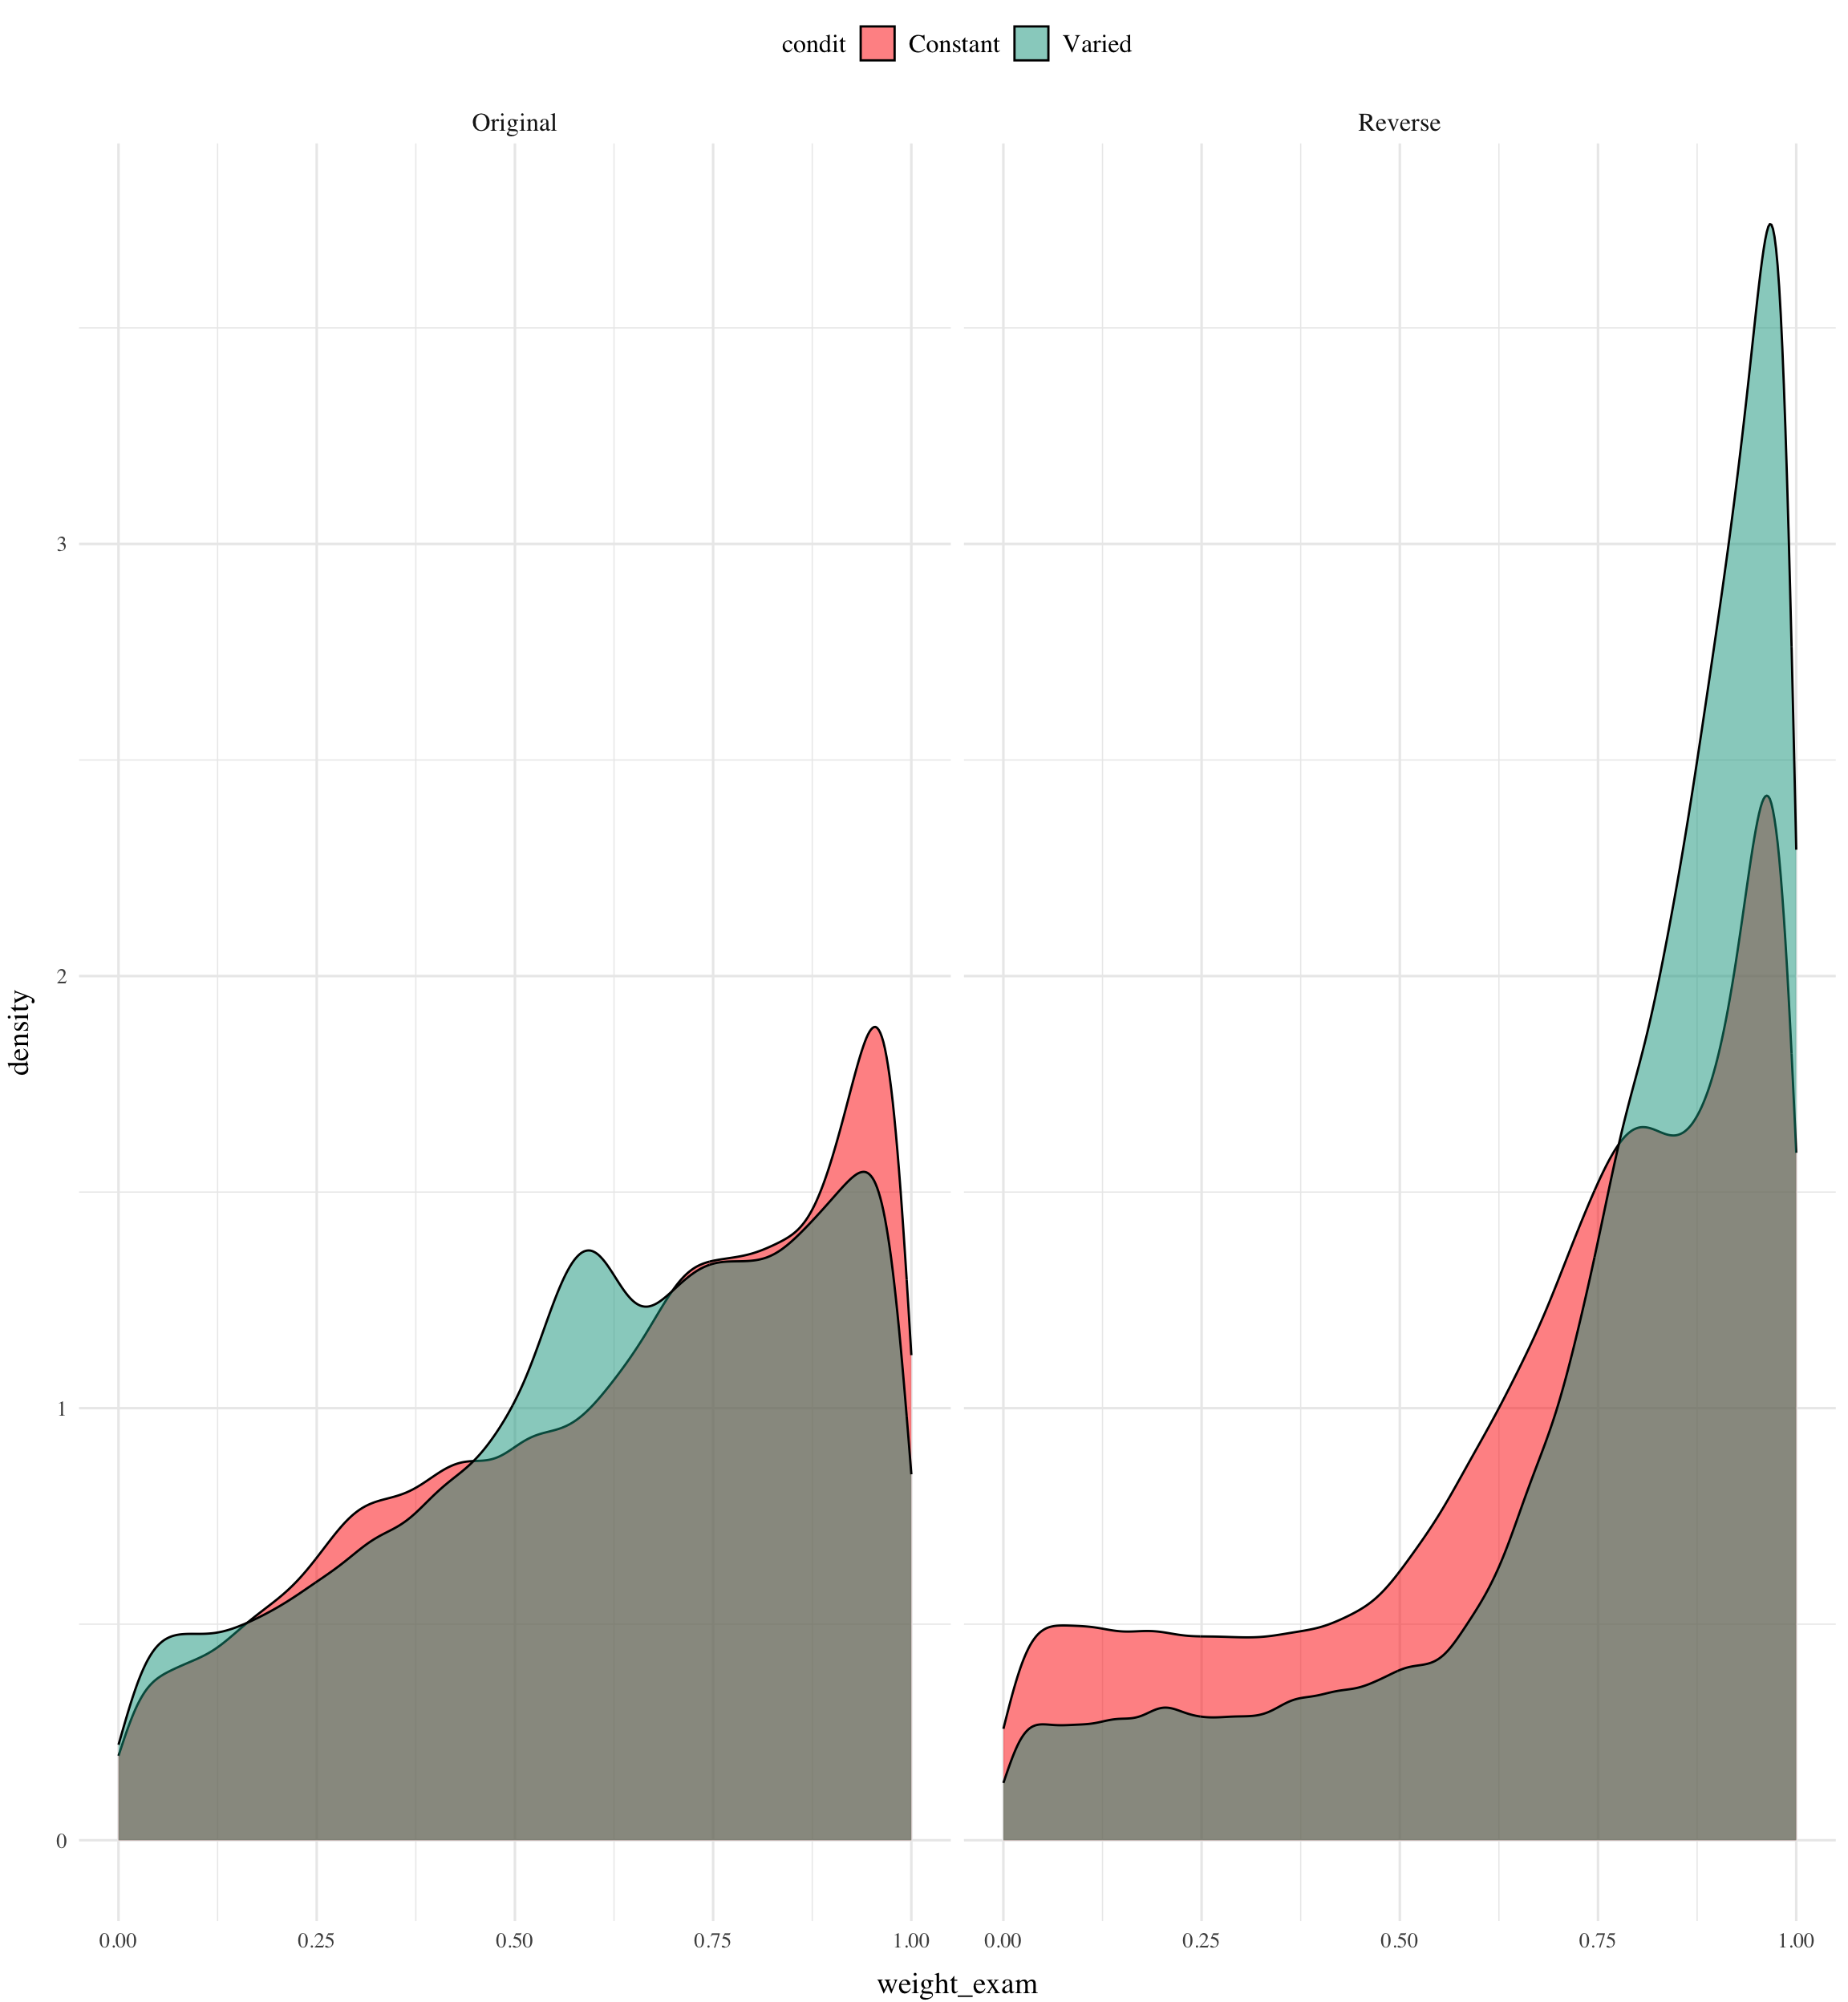 condit Constant Varied
Original Reverse
density
3
2
1
0
0.00 0.25 0.50 0.75 1.00 0.00 0.25 0.50 0.75 1.00
weight_exam